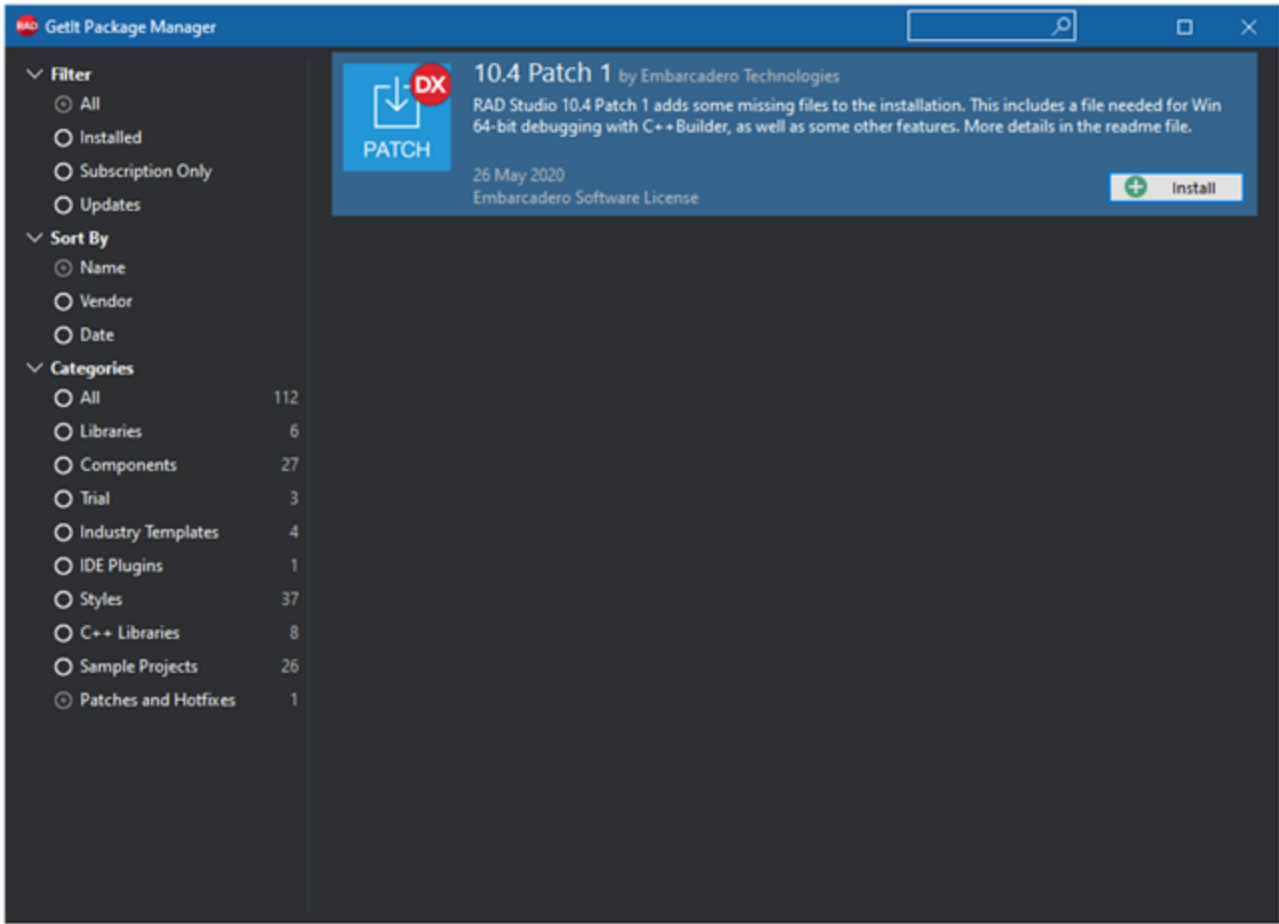 RAD GetIt Package Manager
Filter
All
Installed
Subscription Only
Updates
Sort By
Name
Vendor
Date
Categories
All 112
Libraries 6
Components 27
Trial 3
Industry Templates 4
IDE Plugins 1
Styles 37
C++ Libraries 8
Sample Projects 26
Patches and Hotfixes 1
DX
PATCH
10.4 Patch 1 by Embarcadero Technologies
RAD Studio 10.4 Patch 1 adds some missing files to the installation. This includes a file needed for Win
64-bit debugging with C++Builder, as well as some other features. More details in the readme file.
26 May 2020
Embarcadero Software License
Install